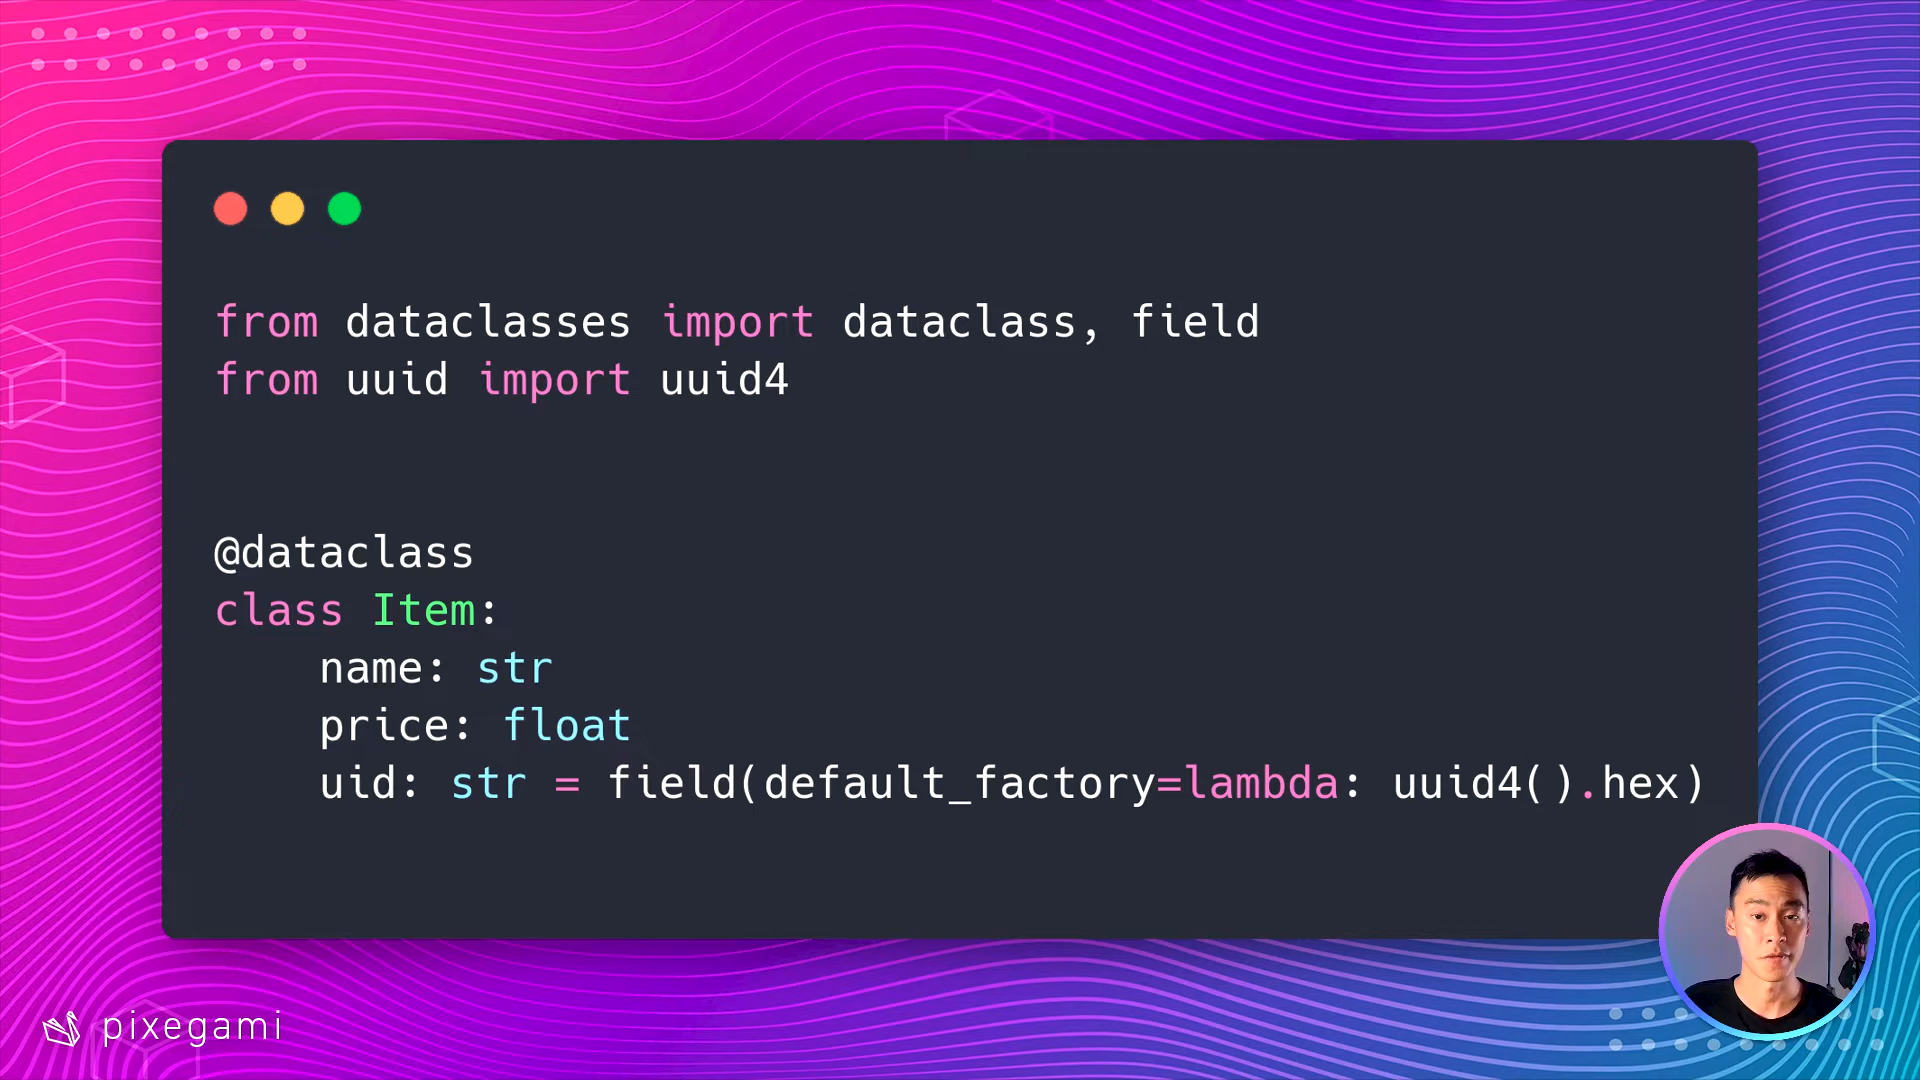 from dataclasses import dataclass, field
from uuid import uuid4
@dataclass
class Item:
    name: str
    price: float
    uid: str = field(default_factory=lambda: uuid4().hex)
pixegami